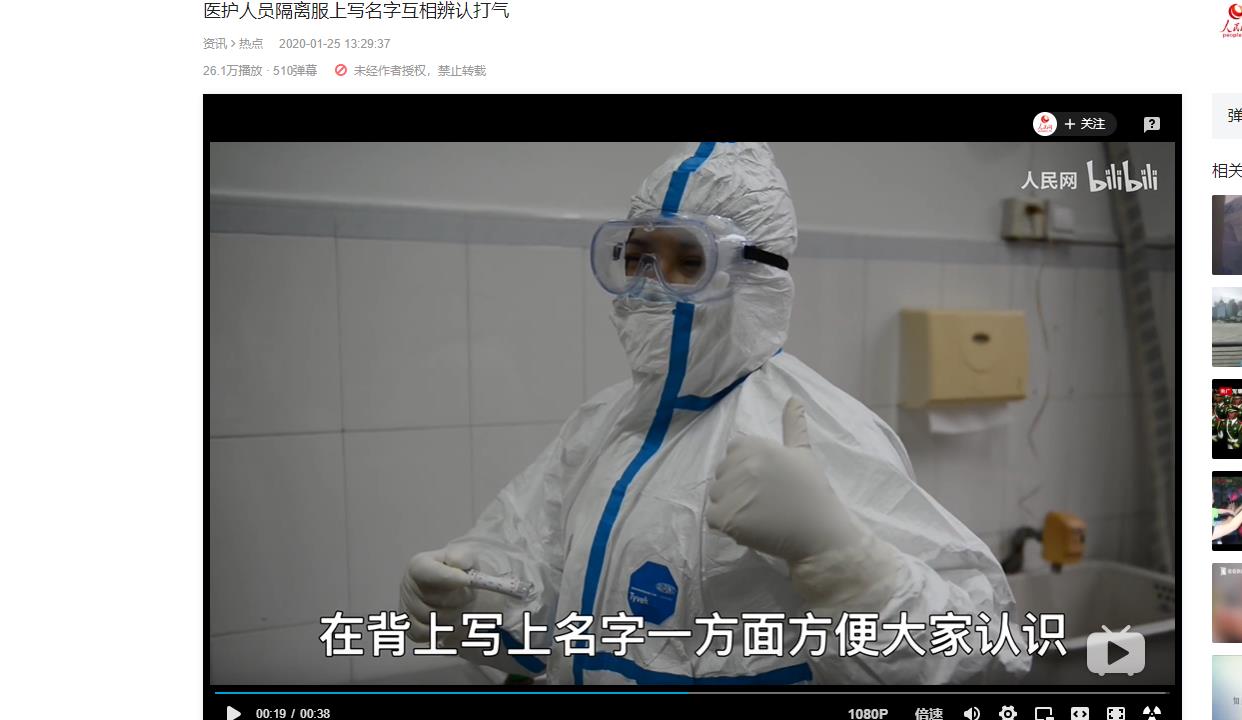 医护人员隔离服上写名字互相辨认打气
资讯 > 热点 2020-01-25 13:29:37
26.1万播放 · 510弹幕 未经作者授权，禁止转载
+ 关注
人民网 bilibili
弹
相关
Tyvek
在背上写上名字一方面方便大家认识
00:19 / 00:38 1080P 倍速